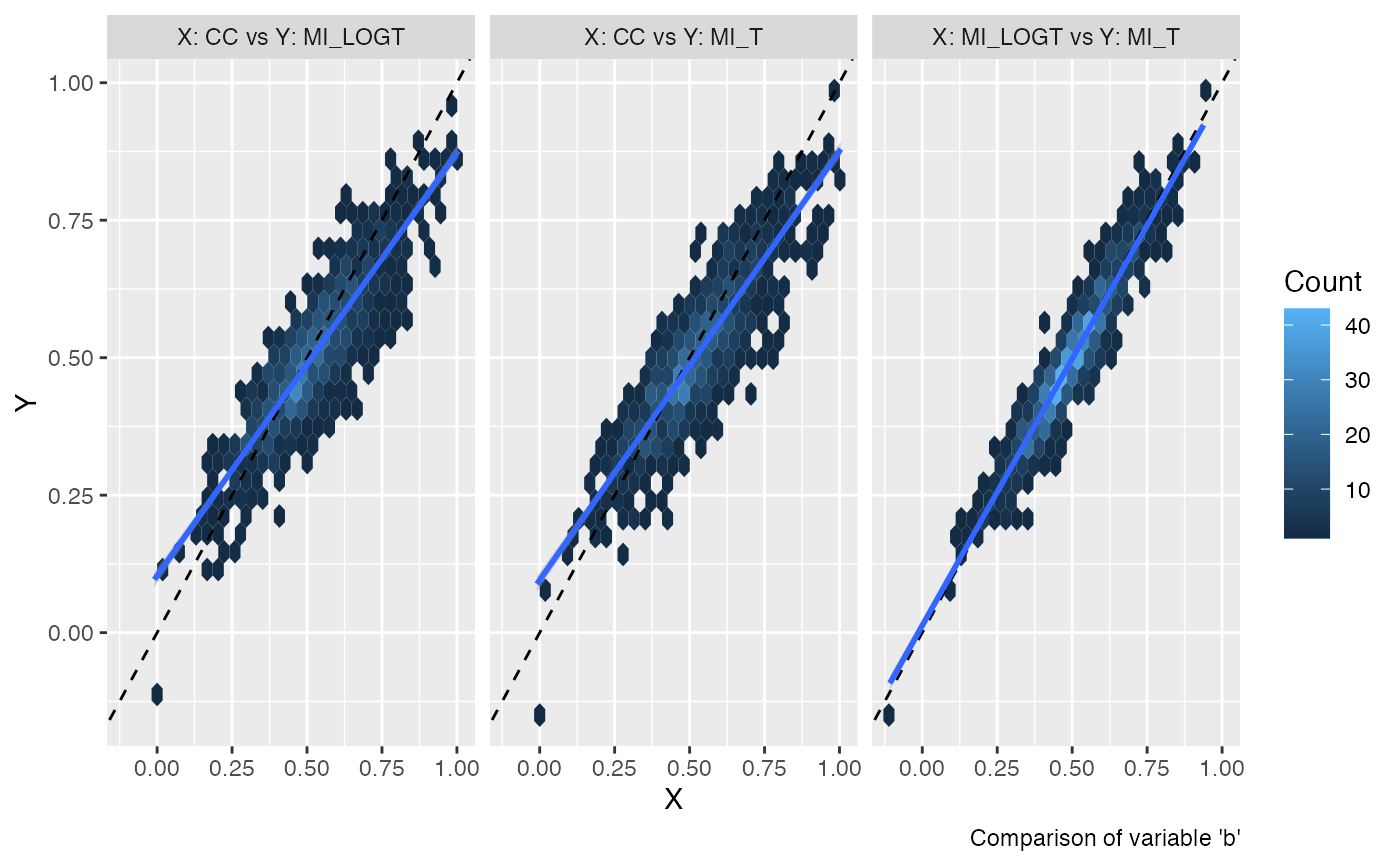 X: CC vs Y: MI_LOGT
X: CC vs Y: MI_T
X: MI_LOGT vs Y: MI_T
1.00
0.75
0.50
0.25
0.00
Y
0.00 0.25 0.50 0.75 1.00
0.00 0.25 0.50 0.75 1.00
0.00 0.25 0.50 0.75 1.00
X
Count
40
30
20
10
Comparison of variable 'b'